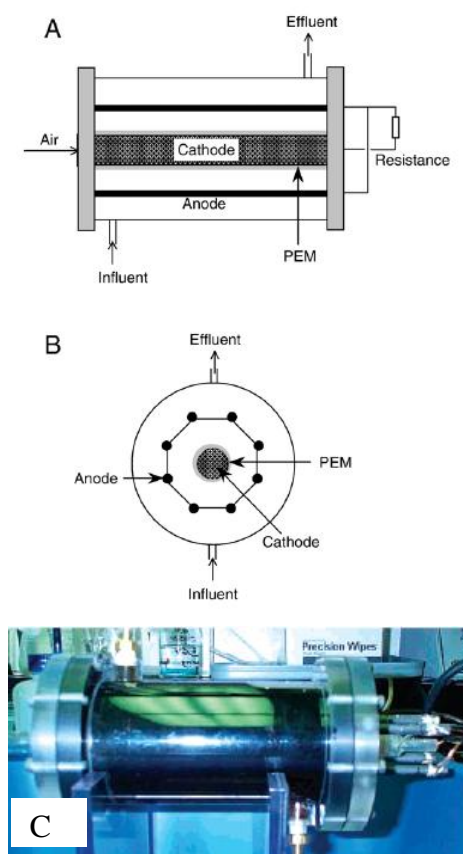 A
Effluent
Air
Cathode
Resistance
Anode
PEM
Influent
B
Effluent
Anode
PEM
Cathode
Influent
Precision Wipes
C